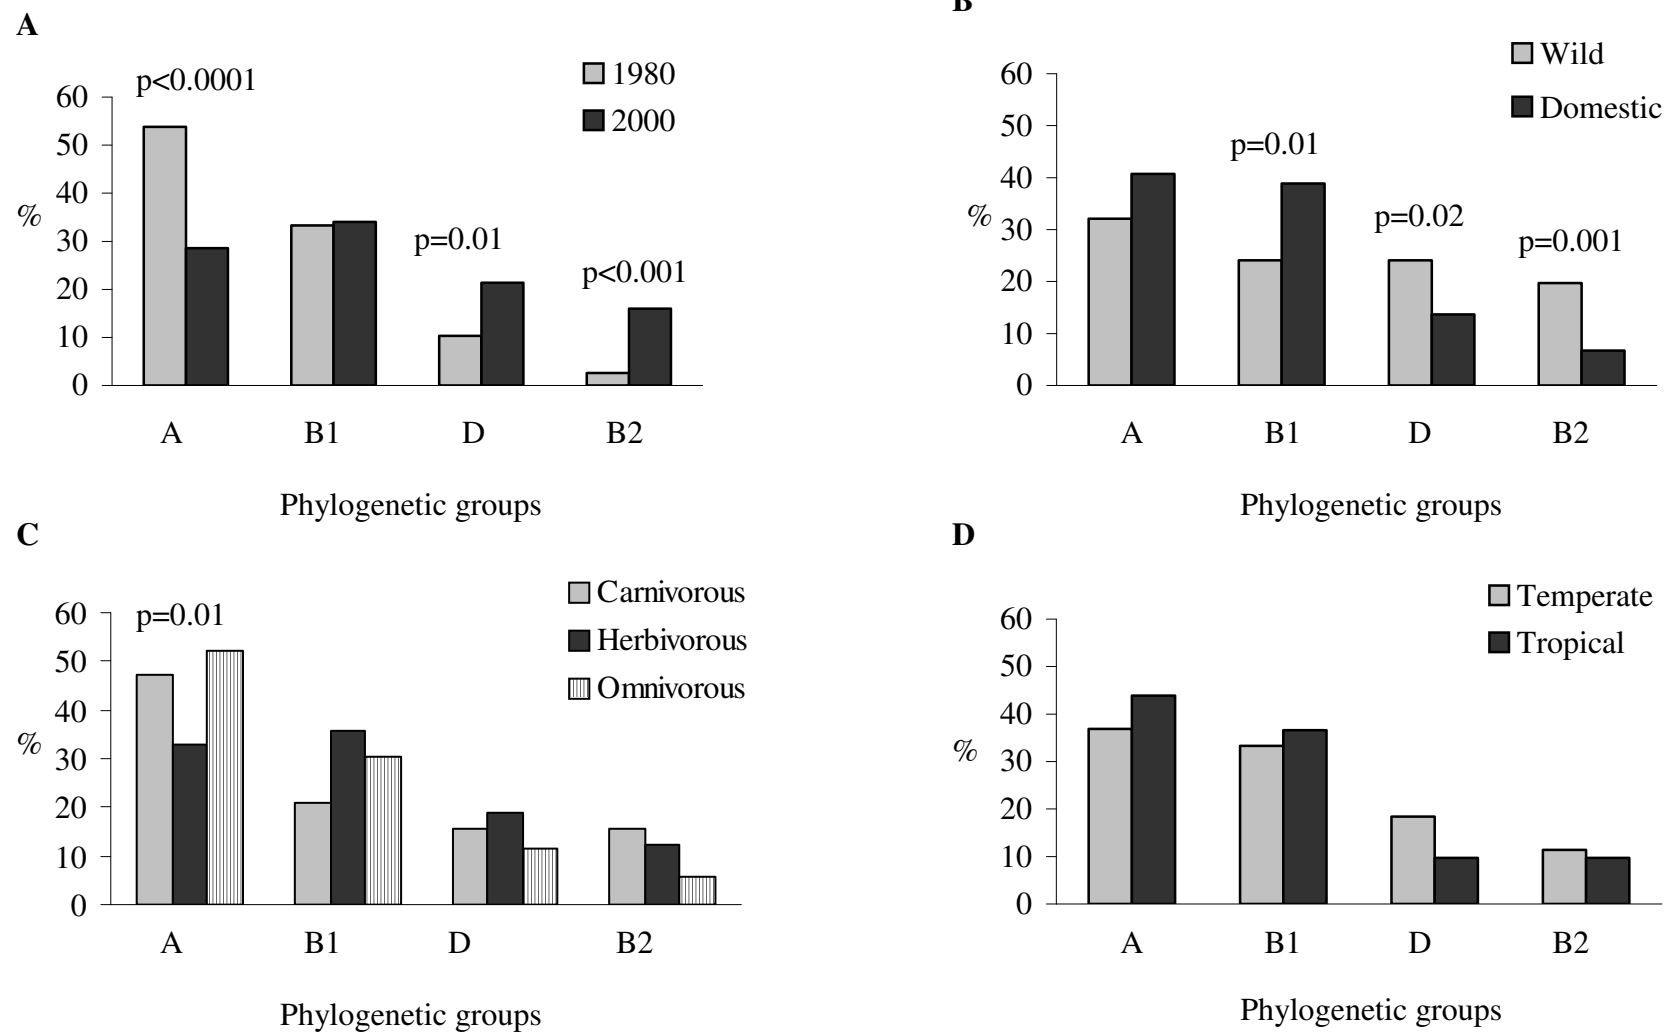 A
p<0.0001
1980
2000
60
50
40
30
20
10
0
%
p=0.01
p<0.001
A B1 D B2
Phylogenetic groups
B
Wild
Domestic
60
50
40
30
20
10
0
%
p=0.01
p=0.02
p=0.001
A B1 D B2
Phylogenetic groups
C
Carnivorous
Herbivorous
Omnivorous
60
50
40
30
20
10
0
%
p=0.01
A B1 D B2
Phylogenetic groups
D
Temperate
Tropical
60
50
40
30
20
10
0
%
A B1 D B2
Phylogenetic groups